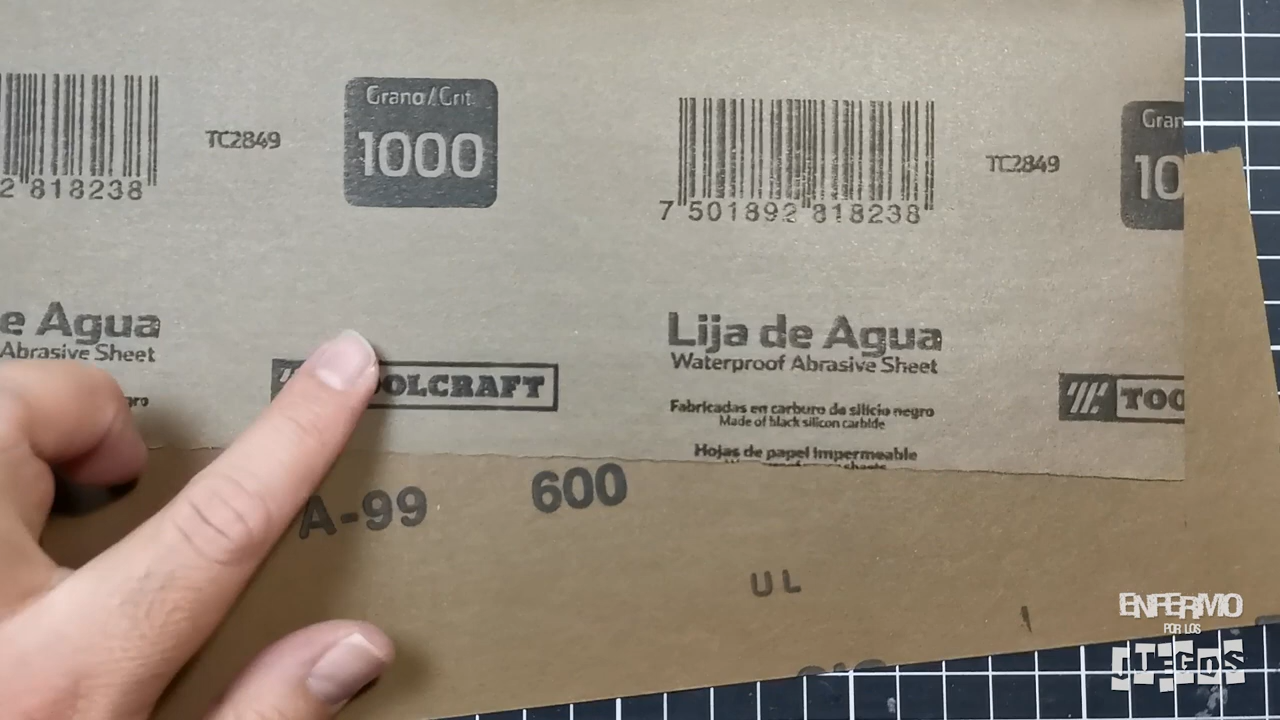 Grano/Grit
1000
TC2849
2 818238
7 501892 818238
TC2849
Gran
10
e Agua
Abrasive Sheet
gro
OLCRAFT
Lija de Agua
Waterproof Abrasive Sheet
Fabricadas en carburo de silicio negro
Made of black silicon carbide
Hojas de papel impermeable
TOO
A-99
600
UL
ENFERMO
POR LOS
JUEGOS